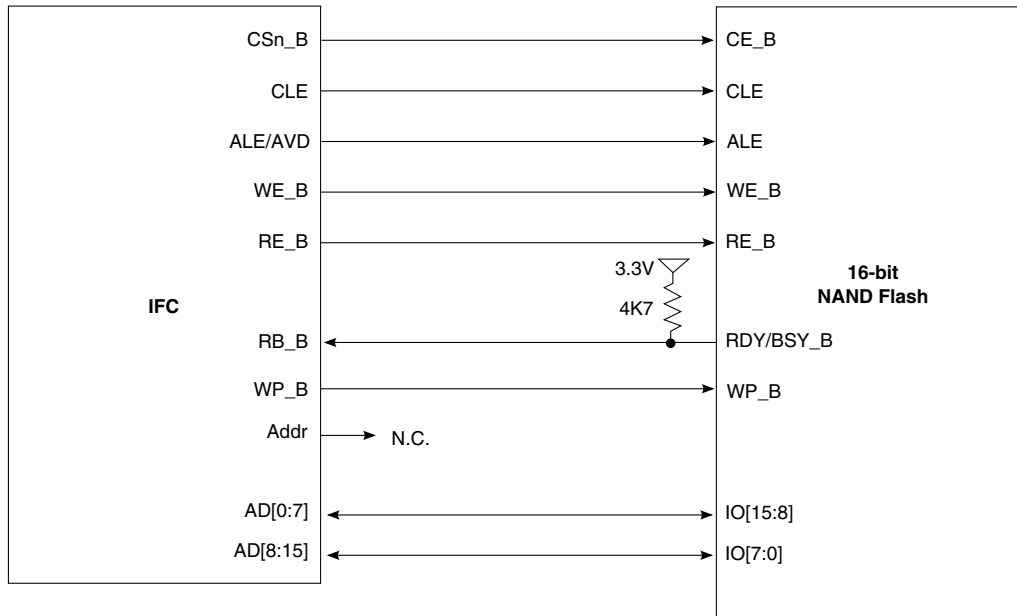 CSn_B CE_B
CLE CLE
ALE/AVD ALE
WE_B WE_B
RE_B RE_B
3.3V
4K7
IFC
16-bit
NAND Flash
RB_B RDY/BSY_B
WP_B WP_B
Addr N.C.
AD[0:7] IO[15:8]
AD[8:15] IO[7:0]